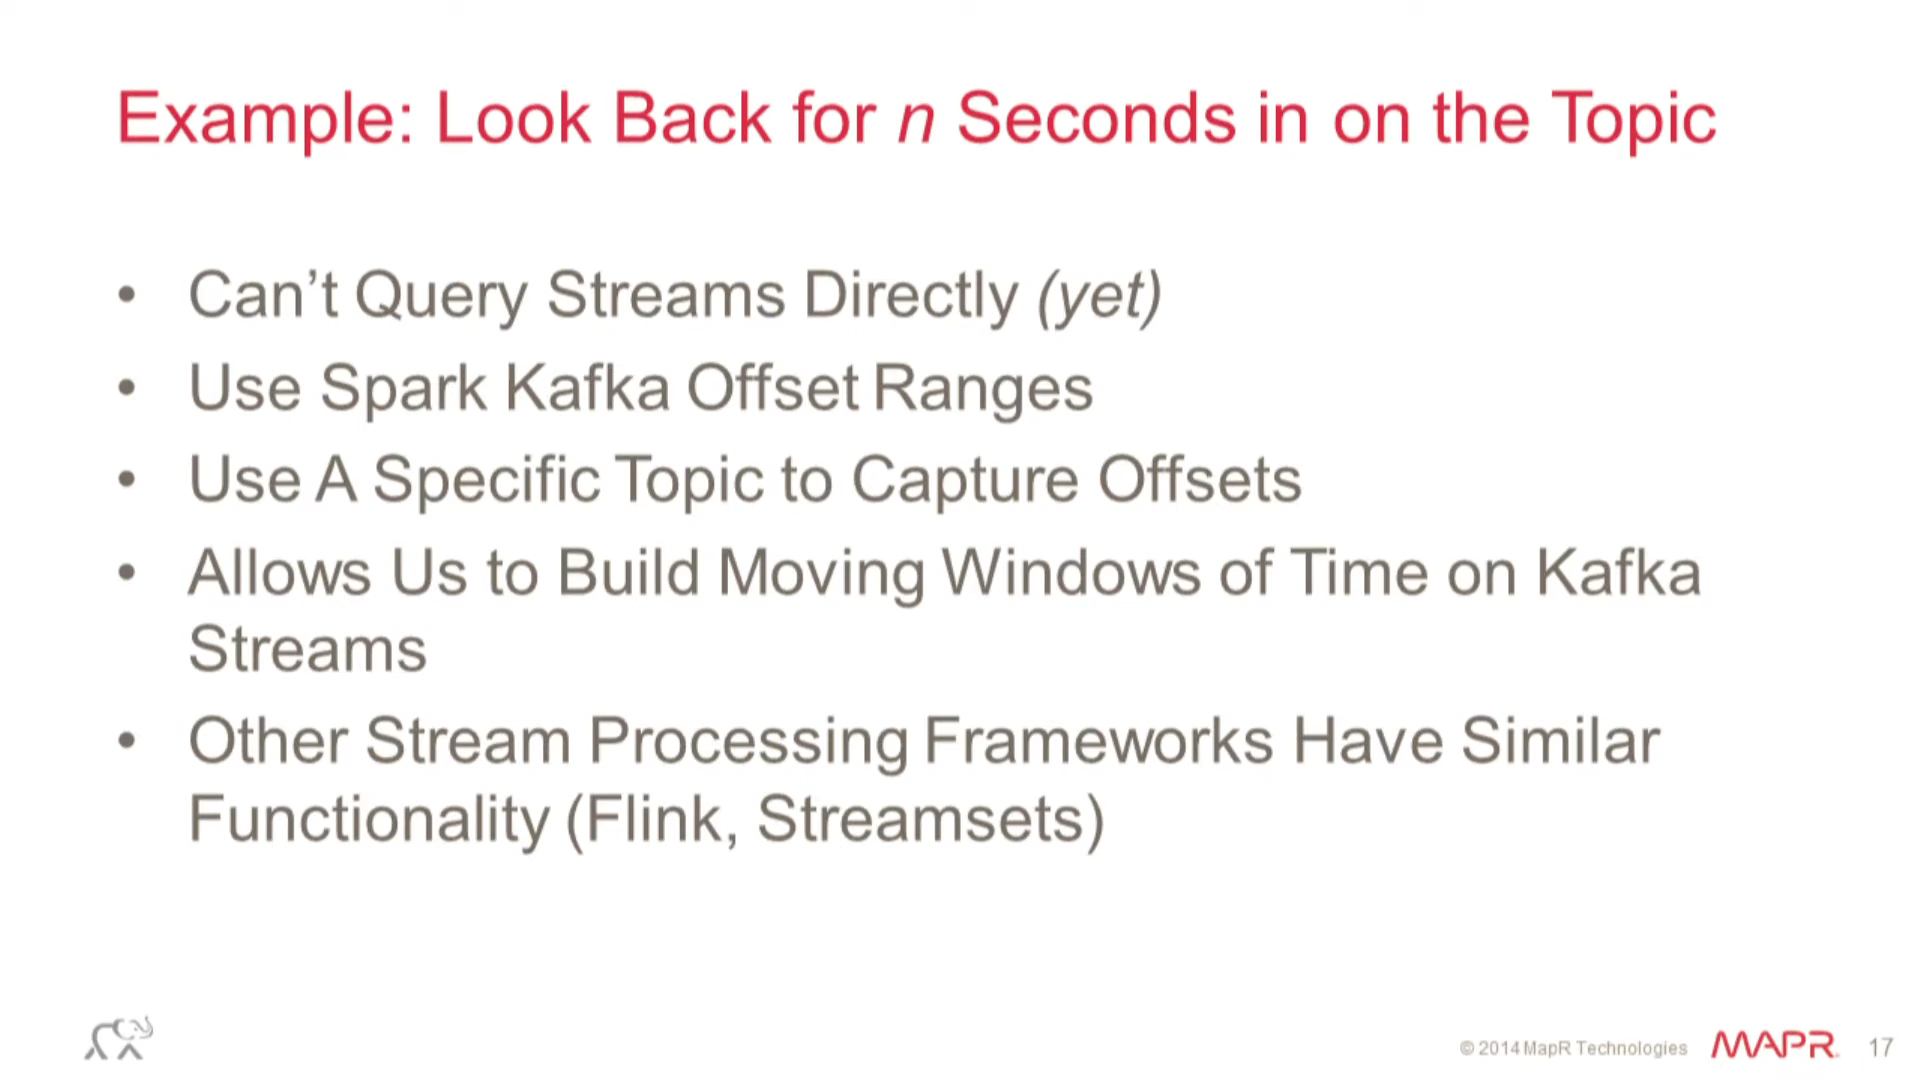 Example: Look Back for n Seconds in on the Topic
• Can’t Query Streams Directly (yet)
• Use Spark Kafka Offset Ranges
• Use A Specific Topic to Capture Offsets
• Allows Us to Build Moving Windows of Time on Kafka
Streams
• Other Stream Processing Frameworks Have Similar
Functionality (Flink, Streamsets)
© 2014 MapR Technologies MAPR 17